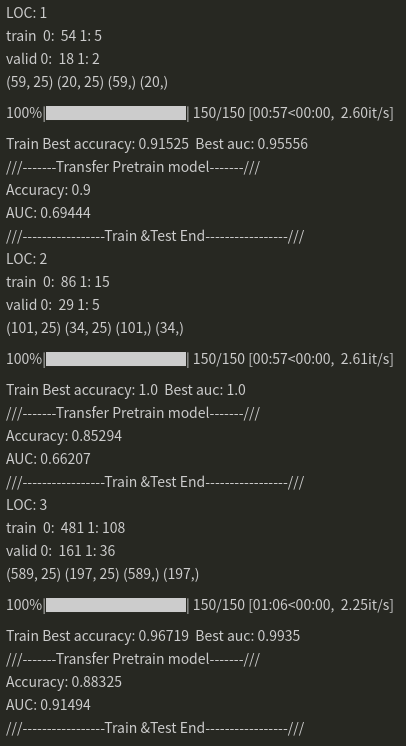 LOC: 1
train  0:  54 1: 5
valid 0:  18 1: 2
(59, 25) (20, 25) (59,) (20,)
100%|██████████| 150/150 [00:57<00:00,  2.60it/s]
Train Best accuracy: 0.91525  Best auc: 0.95556
///-------Transfer Pretrain model-------///
Accuracy: 0.9
AUC: 0.69444
///-----------------Train &Test End-----------------///
LOC: 2
train  0:  86 1: 15
valid 0:  29 1: 5
(101, 25) (34, 25) (101,) (34,)
100%|██████████| 150/150 [00:57<00:00,  2.61it/s]
Train Best accuracy: 1.0  Best auc: 1.0
///-------Transfer Pretrain model-------///
Accuracy: 0.85294
AUC: 0.66207
///-----------------Train &Test End-----------------///
LOC: 3
train  0:  481 1: 108
valid 0:  161 1: 36
(589, 25) (197, 25) (589,) (197,)
100%|██████████| 150/150 [01:06<00:00,  2.25it/s]
Train Best accuracy: 0.96719  Best auc: 0.9935
///-------Transfer Pretrain model-------///
Accuracy: 0.88325
AUC: 0.91494
///-----------------Train &Test End-----------------///